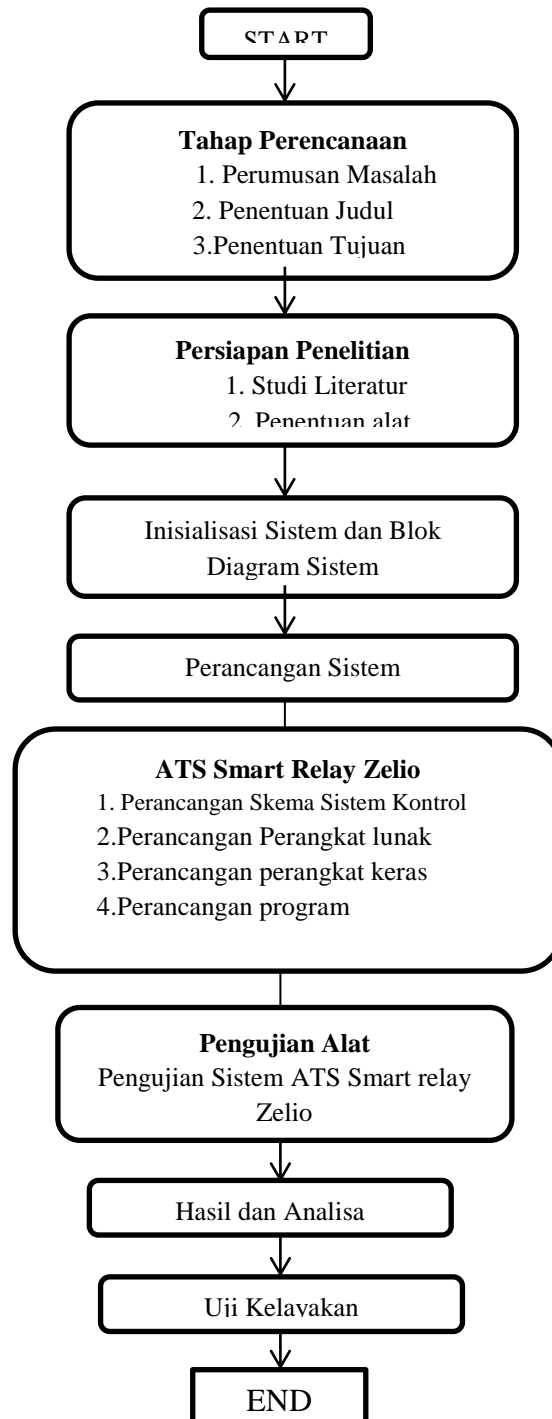 START
Tahap Perencanaan
1. Perumusan Masalah
2. Penentuan Judul
3.Penentuan Tujuan
Persiapan Penelitian
1. Studi Literatur
2. Penentuan alat
Inisialisasi Sistem dan Blok
Diagram Sistem
Perancangan Sistem
ATS Smart Relay Zelio
1. Perancangan Skema Sistem Kontrol
2.Perancangan Perangkat lunak
3.Perancangan perangkat keras
4.Perancangan program
Pengujian Alat
Pengujian Sistem ATS Smart relay
Zelio
Hasil dan Analisa
Uji Kelayakan
END